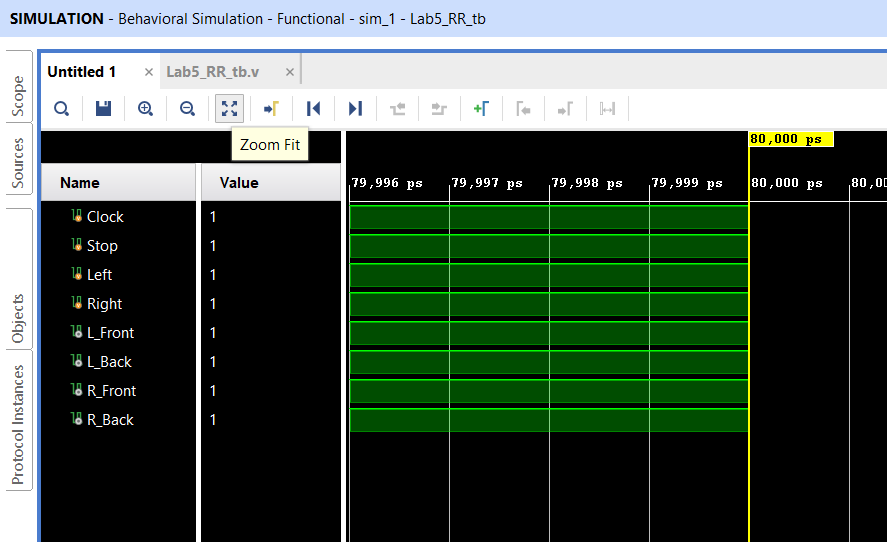 SIMULATION - Behavioral Simulation - Functional - sim_1 - Lab5_RR_tb
Scope
Sources
Objects
Protocol Instances
Untitled 1 ×
Lab5_RR_tb.v ×
Zoom Fit
80,000 ps
Name Value
79,996 ps 79,997 ps 79,998 ps 79,999 ps 80,000 ps 80,00
Clock 1
Stop 1
Left 1
Right 1
L_Front 1
L_Back 1
R_Front 1
R_Back 1